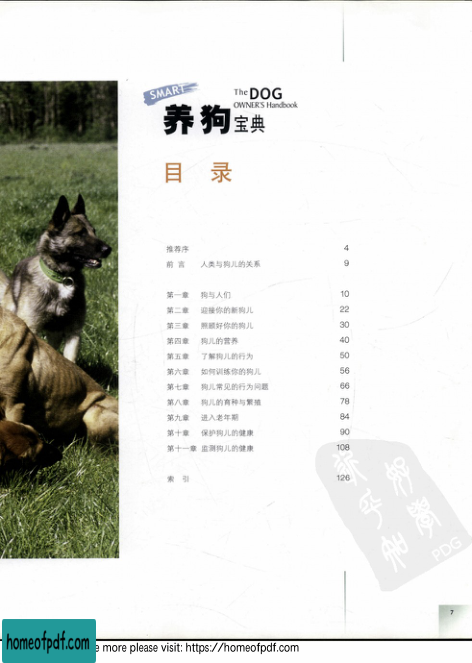 SMART
The DOG
OWNER'S Handbook
养狗宝典
目 录
推荐序 4
前 言 人类与狗儿的关系 9
第一章 狗与人们 10
第二章 迎接你的新狗儿 22
第三章 照顾好你的狗儿 30
第四章 狗儿的营养 40
第五章 了解狗儿的行为 50
第六章 如何训练你的狗儿 56
第七章 狗儿常见的行为问题 66
第八章 狗儿的育种与繁殖 78
第九章 进入老年期 84
第十章 保护狗儿的健康 90
第十一章 监测狗儿的健康 108
索 引 126
PDG
7
homeofpdf.com
e more please visit: https://homeofpdf.com